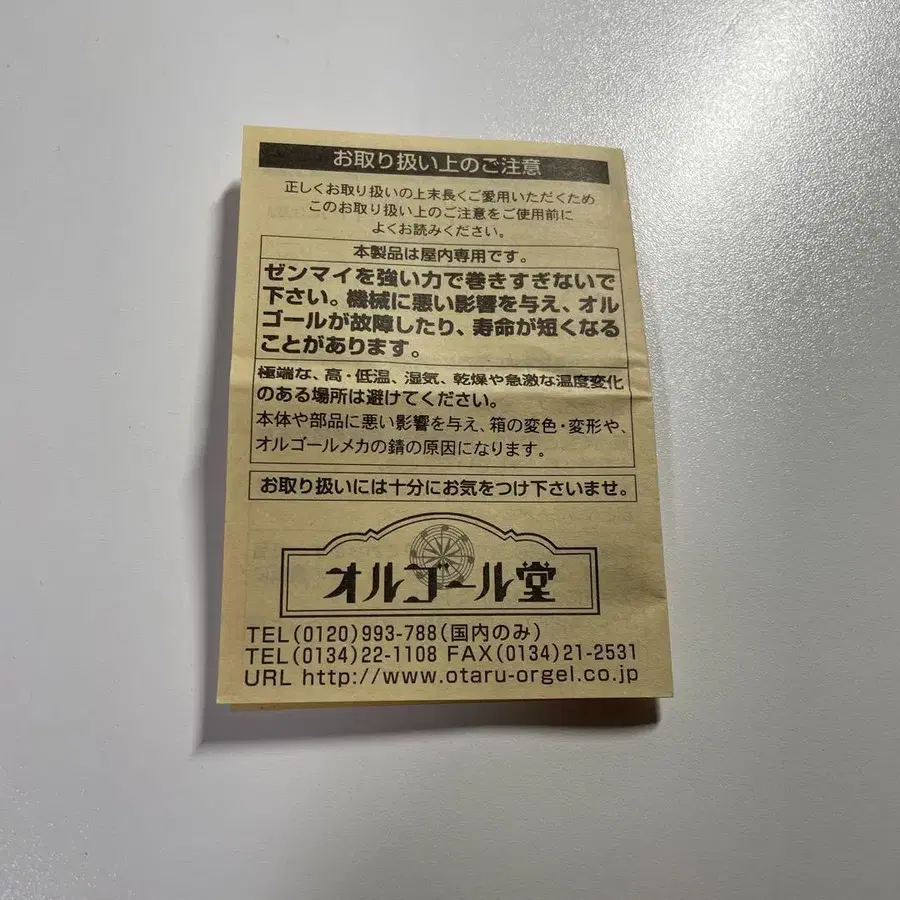 お取り扱い上のご注意
正しくお取り扱いの上末長くご愛用いただくため
このお取り扱い上のご注意をご使用前に
よくお読みください。
本製品は屋内専用です。
ゼンマイを強い力で巻きすぎないで
下さい。機械に悪い影響を与え、オル
ゴールが故障したり、寿命が短くなる
ことがあります。
極端な、高・低温、湿気、乾燥や急激な温度変化
のある場所は避けてください。
本体や部品に悪い影響を与え、箱の変色・変形や、
オルゴールメカの錆の原因になります。
お取り扱いには十分にお気をつけ下さいませ。
オルゴール堂
TEL(0120)993-788(国内のみ)
TEL(0134)22-1108 FAX(0134)21-2531
URL http://www.otaru-orgel.co.jp